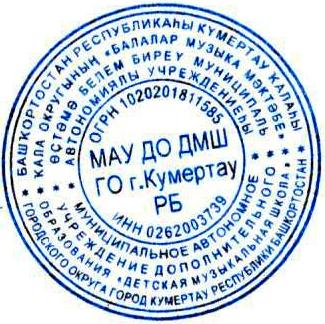 БАШҠОРТОСТАН РЕСПУБЛИКАҺЫ КУМЕРТАУ ҠАЛАҺЫ
ҠАЛА ОКРУГЫНЫҢ «БАЛАЛАР МУЗЫКА МӘКТӘБЕ»
ӨҪТӘМӘ БЕЛЕМ БИРЕҮ МУНИЦИПАЛЬ
АВТОНОМИЯЛЫ УЧРЕЖДЕНИЕҺЫ
ОГРН 1020201811585
МАУ ДО ДМШ
ГО г.Кумертау
РБ
ИНН 0262003739
МУНИЦИПАЛЬНОЕ АВТОНОМНОЕ
УЧРЕЖДЕНИЕ ДОПОЛНИТЕЛЬНОГО
ОБРАЗОВАНИЯ «ДЕТСКАЯ МУЗЫКАЛЬНАЯ ШКОЛА»
ГОРОДСКОГО ОКРУГА ГОРОД КУМЕРТАУ РЕСПУБЛИКИ БАШКОРТОСТАН